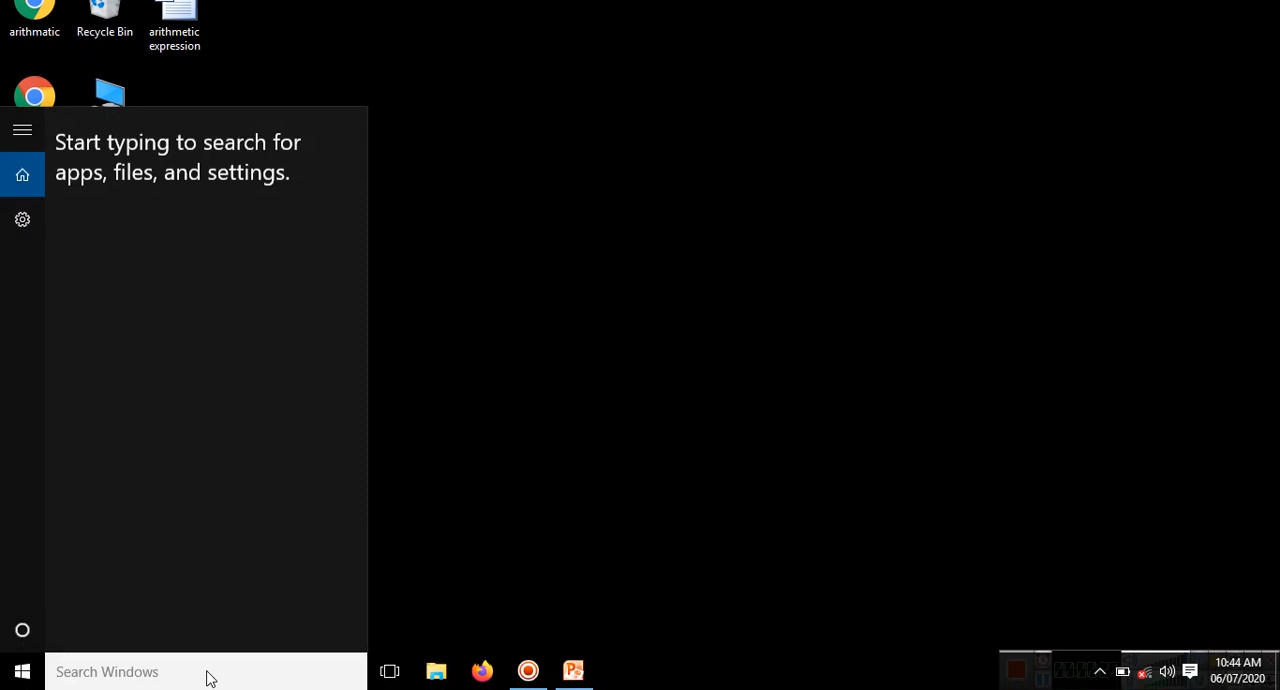 arithmatic
Recycle Bin
arithmetic
expression
Start typing to search for
apps, files, and settings.
Search Windows
10:44 AM
06/07/2020